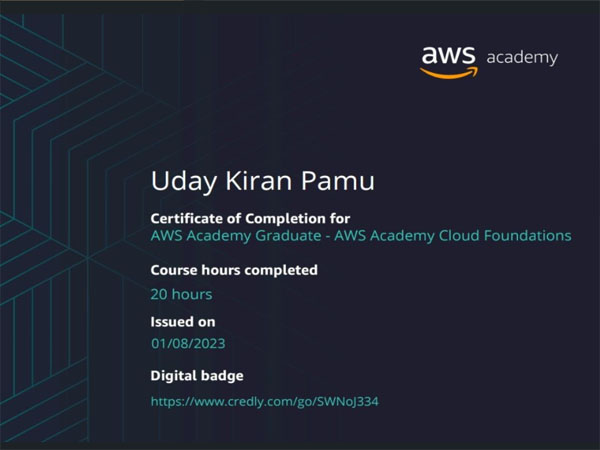 aws academy
Uday Kiran Pamu
Certificate of Completion for
AWS Academy Graduate - AWS Academy Cloud Foundations
Course hours completed
20 hours
Issued on
01/08/2023
Digital badge
https://www.credly.com/go/SWNoJ334